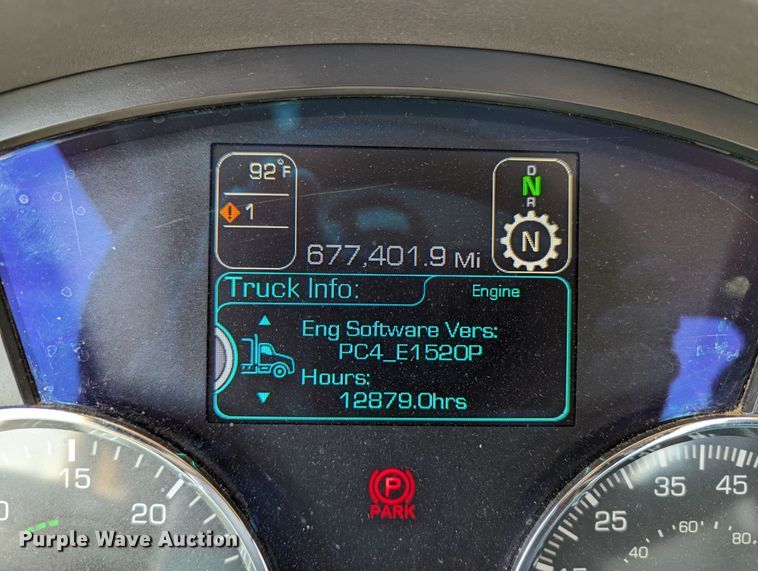 92°F
1
D
N
R
N
677,401.9 Mi
Truck Info:
Engine
Eng Software Vers:
PC4_E1520P
Hours:
12879.0hrs
P
PARK
15
20
15
25
35
45
40
60
80
Purple Wave Auction